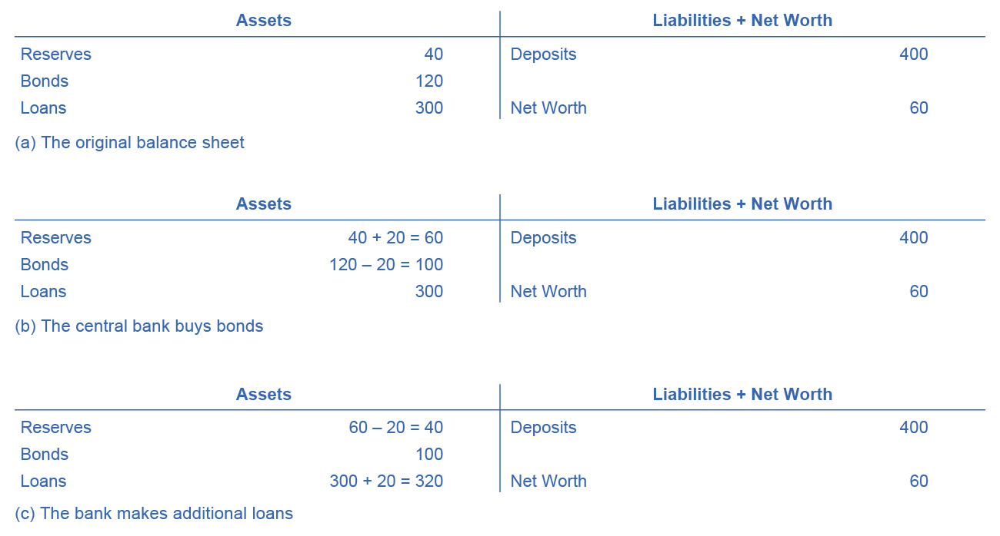 Assets Liabilities + Net Worth
Reserves 40 Deposits 400
Bonds 120
Loans 300 Net Worth 60
(a) The original balance sheet
Assets Liabilities + Net Worth
Reserves 40 + 20 = 60 Deposits 400
Bonds 120 – 20 = 100
Loans 300 Net Worth 60
(b) The central bank buys bonds
Assets Liabilities + Net Worth
Reserves 60 – 20 = 40 Deposits 400
Bonds 100
Loans 300 + 20 = 320 Net Worth 60
(c) The bank makes additional loans